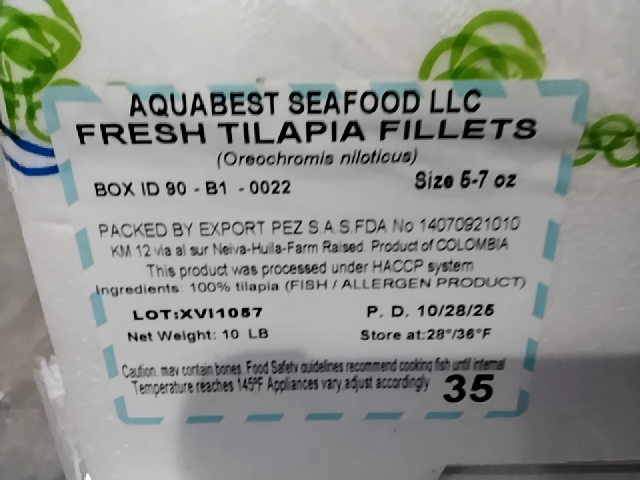 AQUABEST SEAFOOD LLC
FRESH TILAPIA FILLETS
(Oreochromis niloticus)
BOX ID 90 - B1 - 0022
Size 5-7 oz
PACKED BY EXPORT PEZ S.A.S.FDA No 14070921010
KM 12 via al sur Neiva-Huila-Farm Raised. Product of COLOMBIA
This product was processed under HACCP system
Ingredients: 100% tilapia (FISH / ALLERGEN PRODUCT)
LOT:XVI1057
P. D. 10/28/25
Net Weight: 10 LB
Store at:28°/36°F
Caution. may contain bones. Food Safety guidelines recommend cooking fish until internal
Temperature reaches 145ºF Appliances vary,adjust accordingly
35